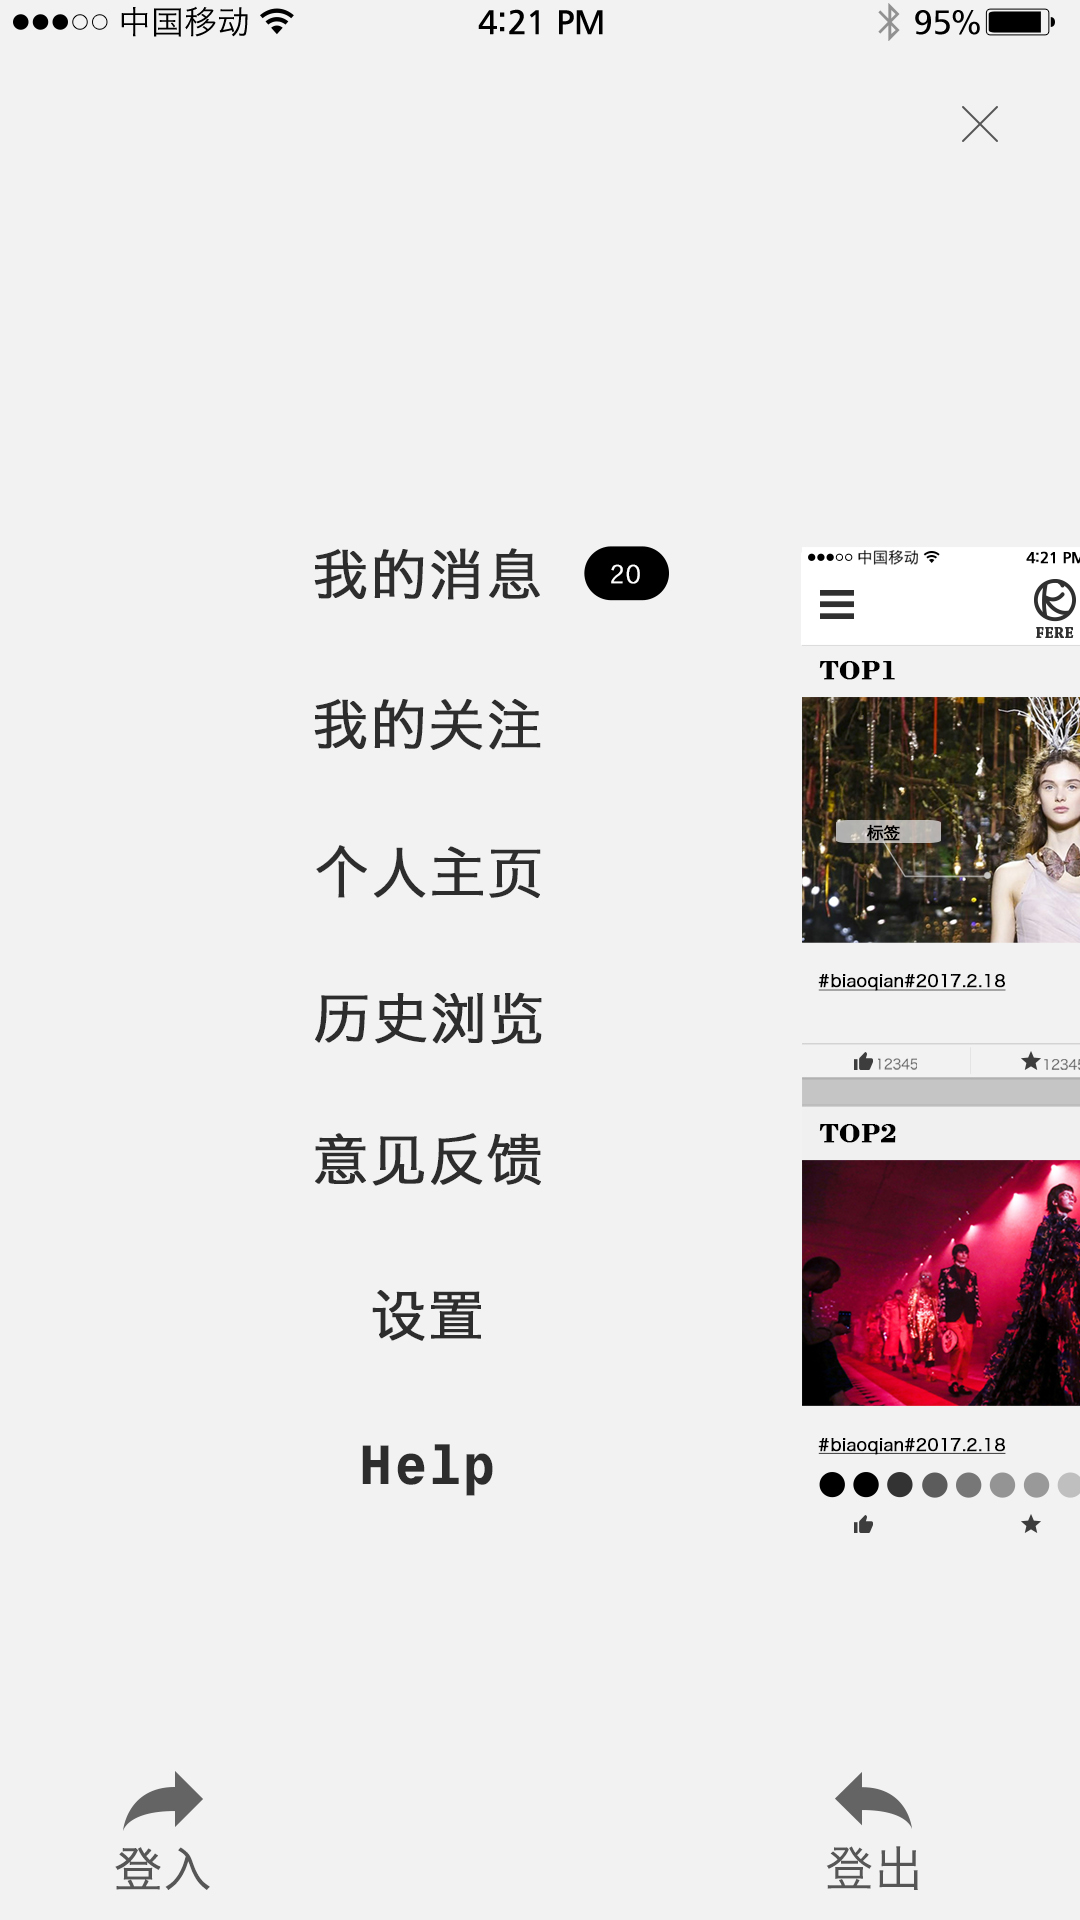 中国移动 4:21 PM 95%
我的消息 20
我的关注
个人主页
历史浏览
意见反馈
设置
Help
中国移动 4:21 PM
FERE
TOP1
标签
#biaoqian#2017.2.18
12345 12345
TOP2
#biaoqian#2017.2.18
登入 登出